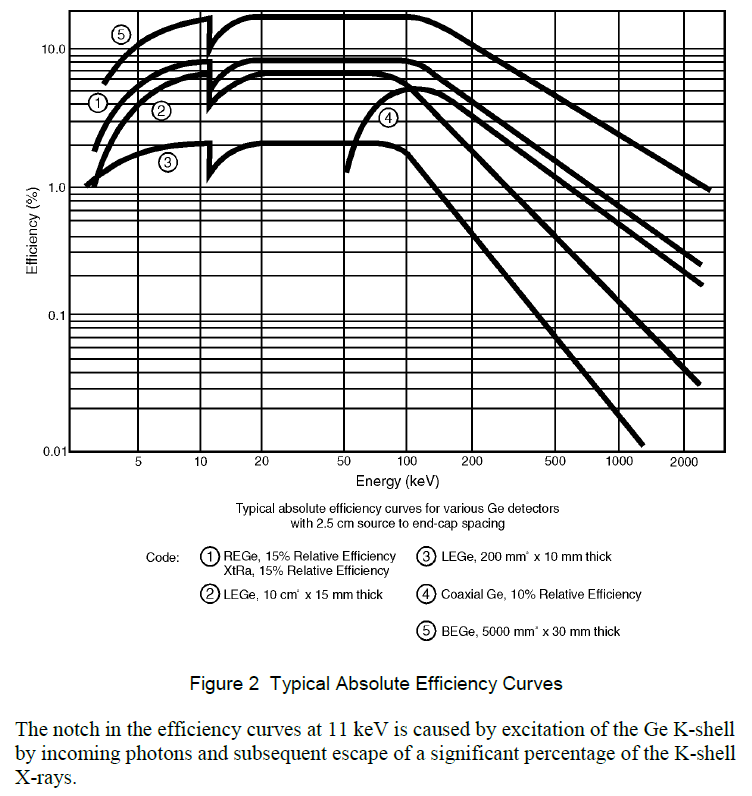 5
10.0
1
2
4
3
1.0
Efficiency (%)
0.1
0.01
5 10 20 50 100 200 500 1000 2000
Energy (keV)
Typical absolute efficiency curves for various Ge detectors
with 2.5 cm source to end-cap spacing
Code: 1 REGe, 15% Relative Efficiency
XtRa, 15% Relative Efficiency
2 LEGe, 10 cm² x 15 mm thick
3 LEGe, 200 mm² x 10 mm thick
4 Coaxial Ge, 10% Relative Efficiency
5 BEGe, 5000 mm² x 30 mm thick
Figure 2 Typical Absolute Efficiency Curves
The notch in the efficiency curves at 11 keV is caused by excitation of the Ge K-shell
by incoming photons and subsequent escape of a significant percentage of the K-shell
X-rays.